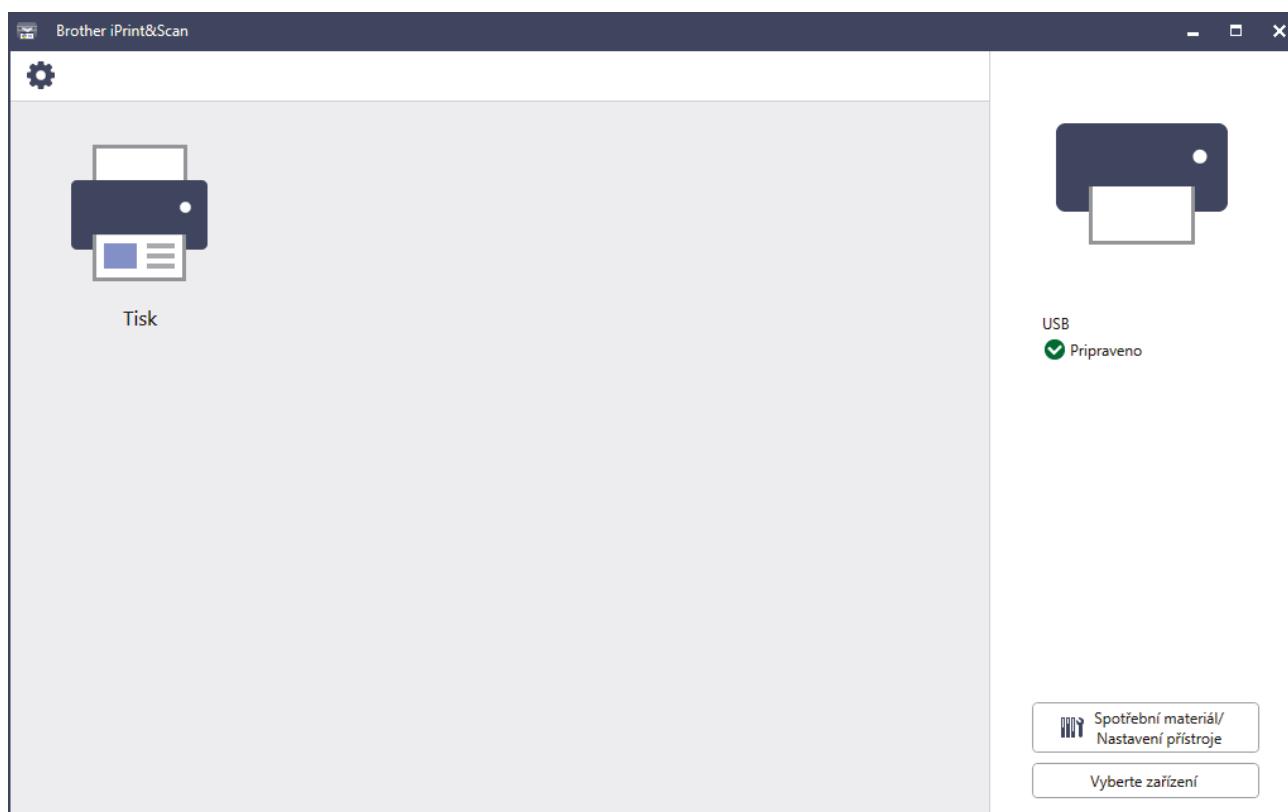 Brother iPrint&Scan
Tisk
USB
Pripraveno
Spotřební materiál/
Nastavení přístroje
Vyberte zařízení